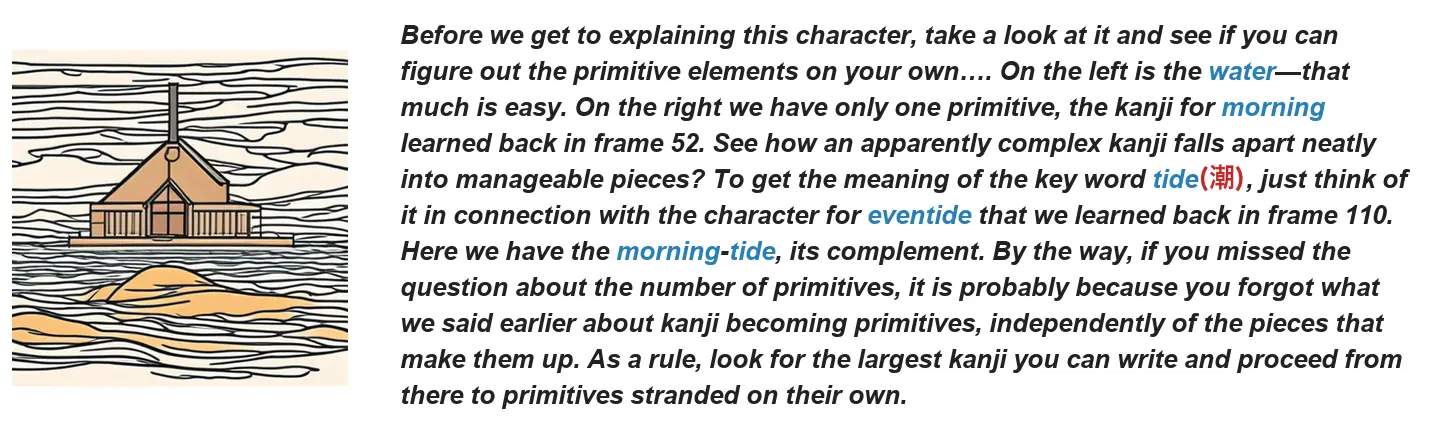 Before we get to explaining this character, take a look at it and see if you can
figure out the primitive elements on your own…. On the left is the water—that
much is easy. On the right we have only one primitive, the kanji for morning
learned back in frame 52. See how an apparently complex kanji falls apart neatly
into manageable pieces? To get the meaning of the key word tide(潮), just think of
it in connection with the character for eventide that we learned back in frame 110.
Here we have the morning-tide, its complement. By the way, if you missed the
question about the number of primitives, it is probably because you forgot what
we said earlier about kanji becoming primitives, independently of the pieces that
make them up. As a rule, look for the largest kanji you can write and proceed from
there to primitives stranded on their own.